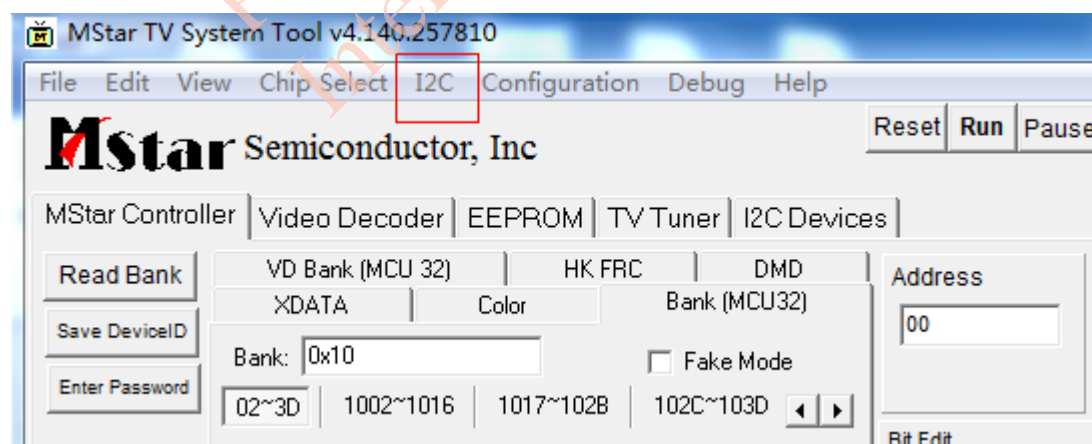 MStar TV System Tool v4.140.257810
File Edit View Chip Select I2C Configuration Debug Help
MStar Semiconductor, Inc
Reset Run Pause
MStar Controller Video Decoder EEPROM TV Tuner I2C Devices
Read Bank
Save DeviceID
Enter Password
VD Bank (MCU 32) HK FRC DMD
XDATA Color Bank (MCU32)
Bank: 0x10 Fake Mode
02~3D 1002~1016 1017~102B 102C~103D
Address
00
Bit Edit